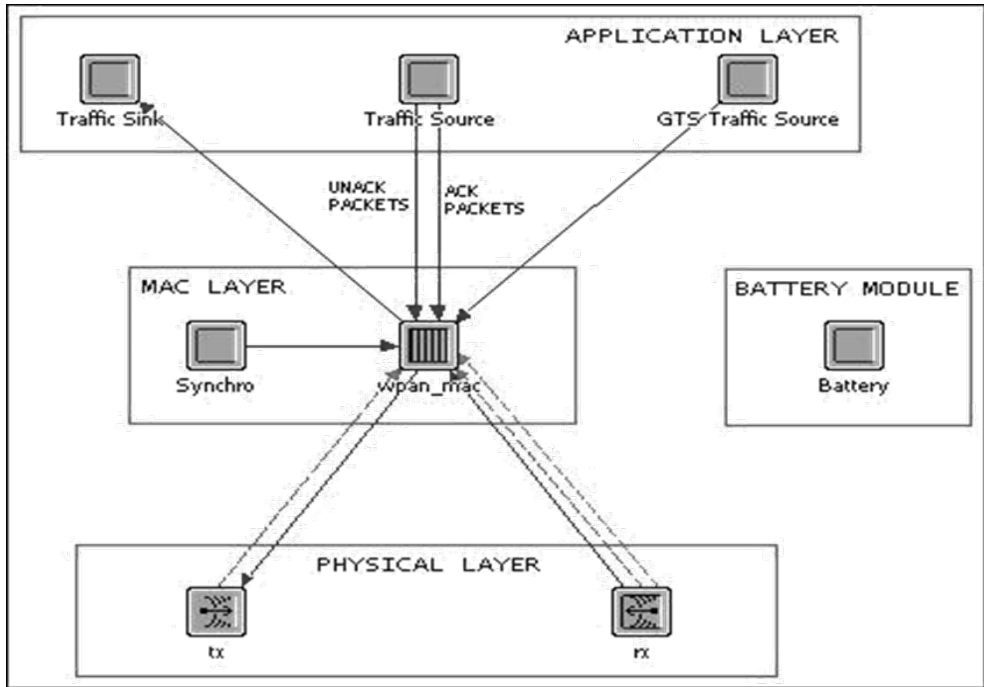 APPLICATION LAYER
Traffic Sink
Traffic Source
GTS Traffic Source
UNACK
PACKETS
ACK
PACKETS
MAC LAYER
BATTERY MODULE
Synchro
wpan_mac
Battery
PHYSICAL LAYER
tx
rx